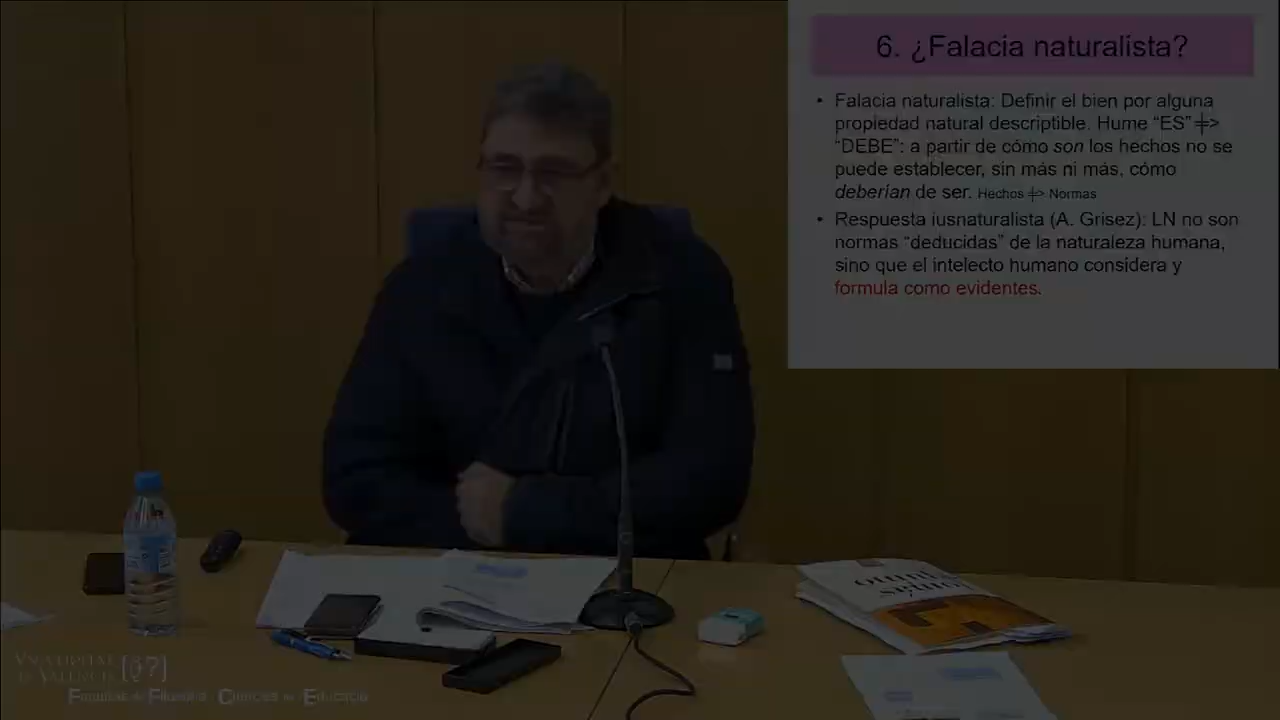 6. ¿Falacia naturalista?
• Falacia naturalista: Definir el bien por alguna
propiedad natural descriptible. Hume “ES” ≠>
“DEBE”: a partir de cómo son los hechos no se
puede establecer, sin más ni más, cómo
deberían de ser. Hechos ≠> Normas
• Respuesta iusnaturalista (A. Grisez): LN no son
normas “deducidas” de la naturaleza humana,
sino que el intelecto humano considera y
formula como evidentes.